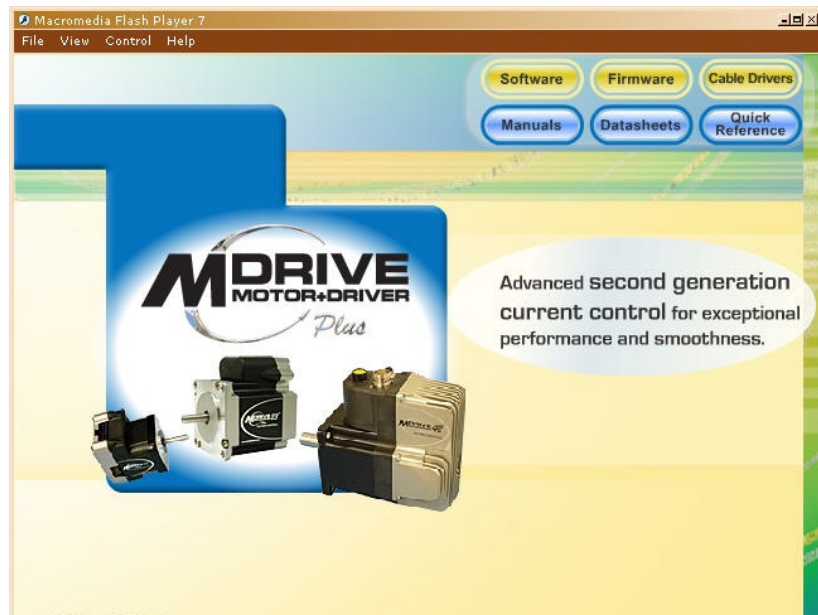 Macromedia Flash Player 7
File View Control Help
Software Firmware Cable Drivers
Manuals Datasheets Quick Reference
MDRIVE
MOTOR+DRIVER
Plus
Advanced second generation
current control for exceptional
performance and smoothness.